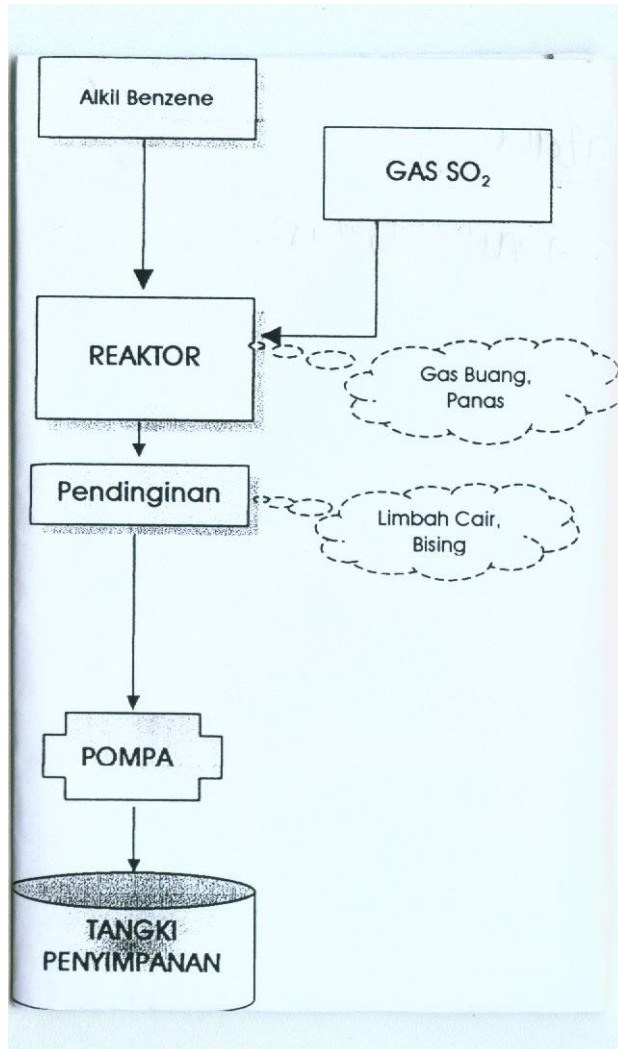 Alkil Benzene
GAS SO₂
REAKTOR
Gas Buang,
Panas
Pendinginan
Limbah Cair,
Bising
POMPA
TANGKI
PENYIMPANAN